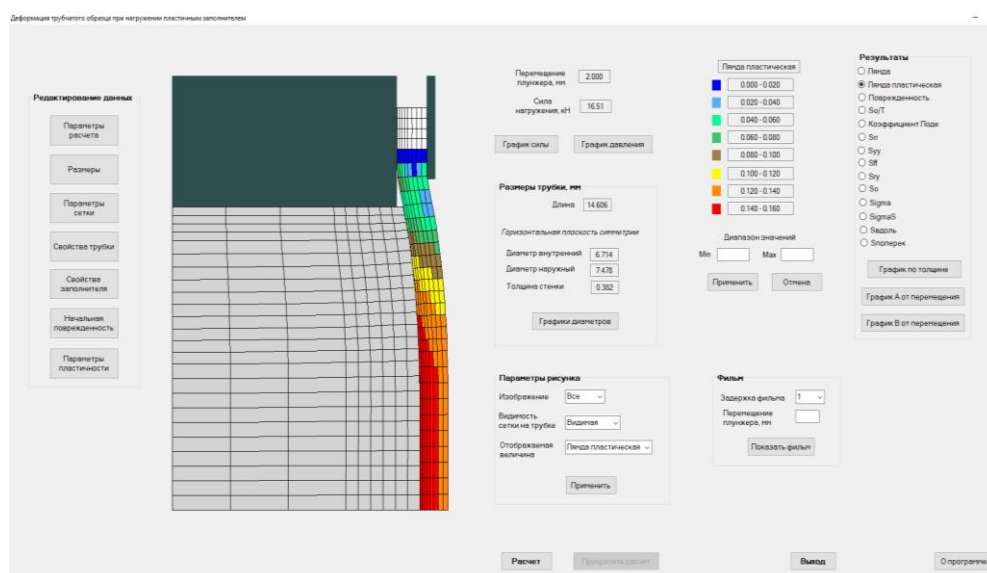 Деформация трубчатого образца при нагружении пластичным заполнителем
Редактирование данных
Параметры
расчета
Размеры
Параметры
сетки
Свойства трубки
Свойства
заполнителя
Начальная
поврежденность
Параметры
пластичности
Перемещение
плунжера, мм
2.000
Сила
нагружения, кН
16.51
График силы
График давления
Размеры трубки, мм
Длина
14.606
Горизонтальная плоскость симметрии
Диаметр внутренний
6.714
Диаметр наружный
7.478
Толщина стенки
0.382
Графики диаметров
Параметры рисунка
Изображение
Все
Видимость
сетки на трубке
Видимая
Отображаемая
величина
Лямда пластическая
Применить
Лямда пластическая
0.000 - 0.020
0.020 - 0.040
0.040 - 0.060
0.060 - 0.080
0.080 - 0.100
0.100 - 0.120
0.120 - 0.140
0.140 - 0.160
Диапазон значений
Min
Max
Применить
Отмена
Фильм
Задержка фильма
1
Перемещение
плунжера, мм
Показать фильм
Результаты
Лямда
Лямда пластическая
Поврежденность
So/T
Коэффициент Лоде
Srr
Syy
Sff
Sry
So
Sigma
SigmaS
Sвдоль
Sпоперек
График по толщине
График А от перемещения
График В от перемещения
Расчет
Прекратить расчет
Выход
О программе